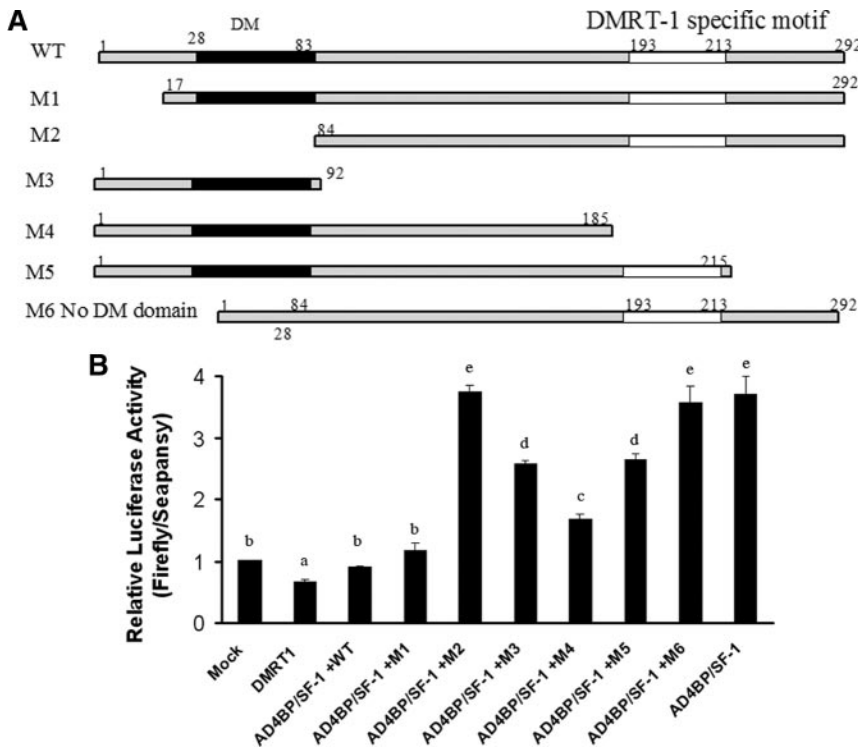 A
DM
DMRT-1 specific motif
WT 1 28 83 193 213 292
M1 17 292
M2 84
M3 1 92
M4 1 185
M5 1 215
M6 No DM domain 1 84 193 213 292
28
B
Relative Luciferase Activity
(Firefly/Seapansy)
4
3
2
1
0
b
a
b
b
e
d
c
d
e
e
Mock
DMRT1
AD4BP/SF-1 +WT
AD4BP/SF-1 +M1
AD4BP/SF-1 +M2
AD4BP/SF-1 +M3
AD4BP/SF-1 +M4
AD4BP/SF-1 +M5
AD4BP/SF-1 +M6
AD4BP/SF-1